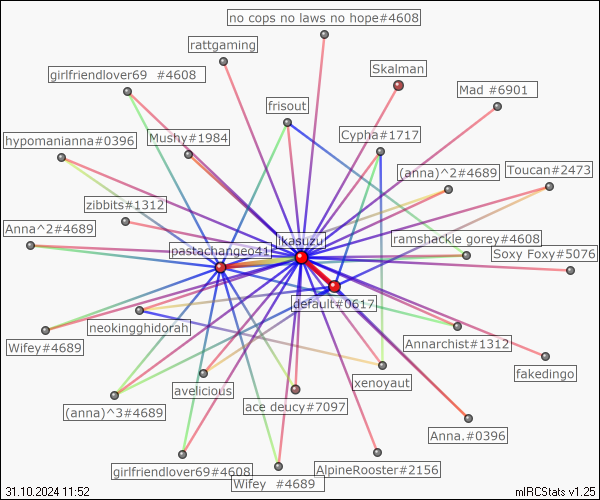 no cops no laws no hope#4608
rattgaming
girlfriendlover69 #4608
Skalman
Mad #6901
frisout
hypomanianna#0396
Mushy#1984
Cypha#1717
(anna)^2#4689
Toucan#2473
zibbits#1312
Anna^2#4689
pastachange041
lkasuzu
ramshackle gorey#4608
Soxy Foxy#5076
default#0617
neokingghidorah
Wifey#4689
Annarchist#1312
fakedingo
avelicious
xenoyaut
(anna)^3#4689
ace deucy#7097
Anna.#0396
girlfriendlover69#4608
Wifey #4689
AlpineRooster#2156
31.10.2024 11:52
mIRCStats v1.25